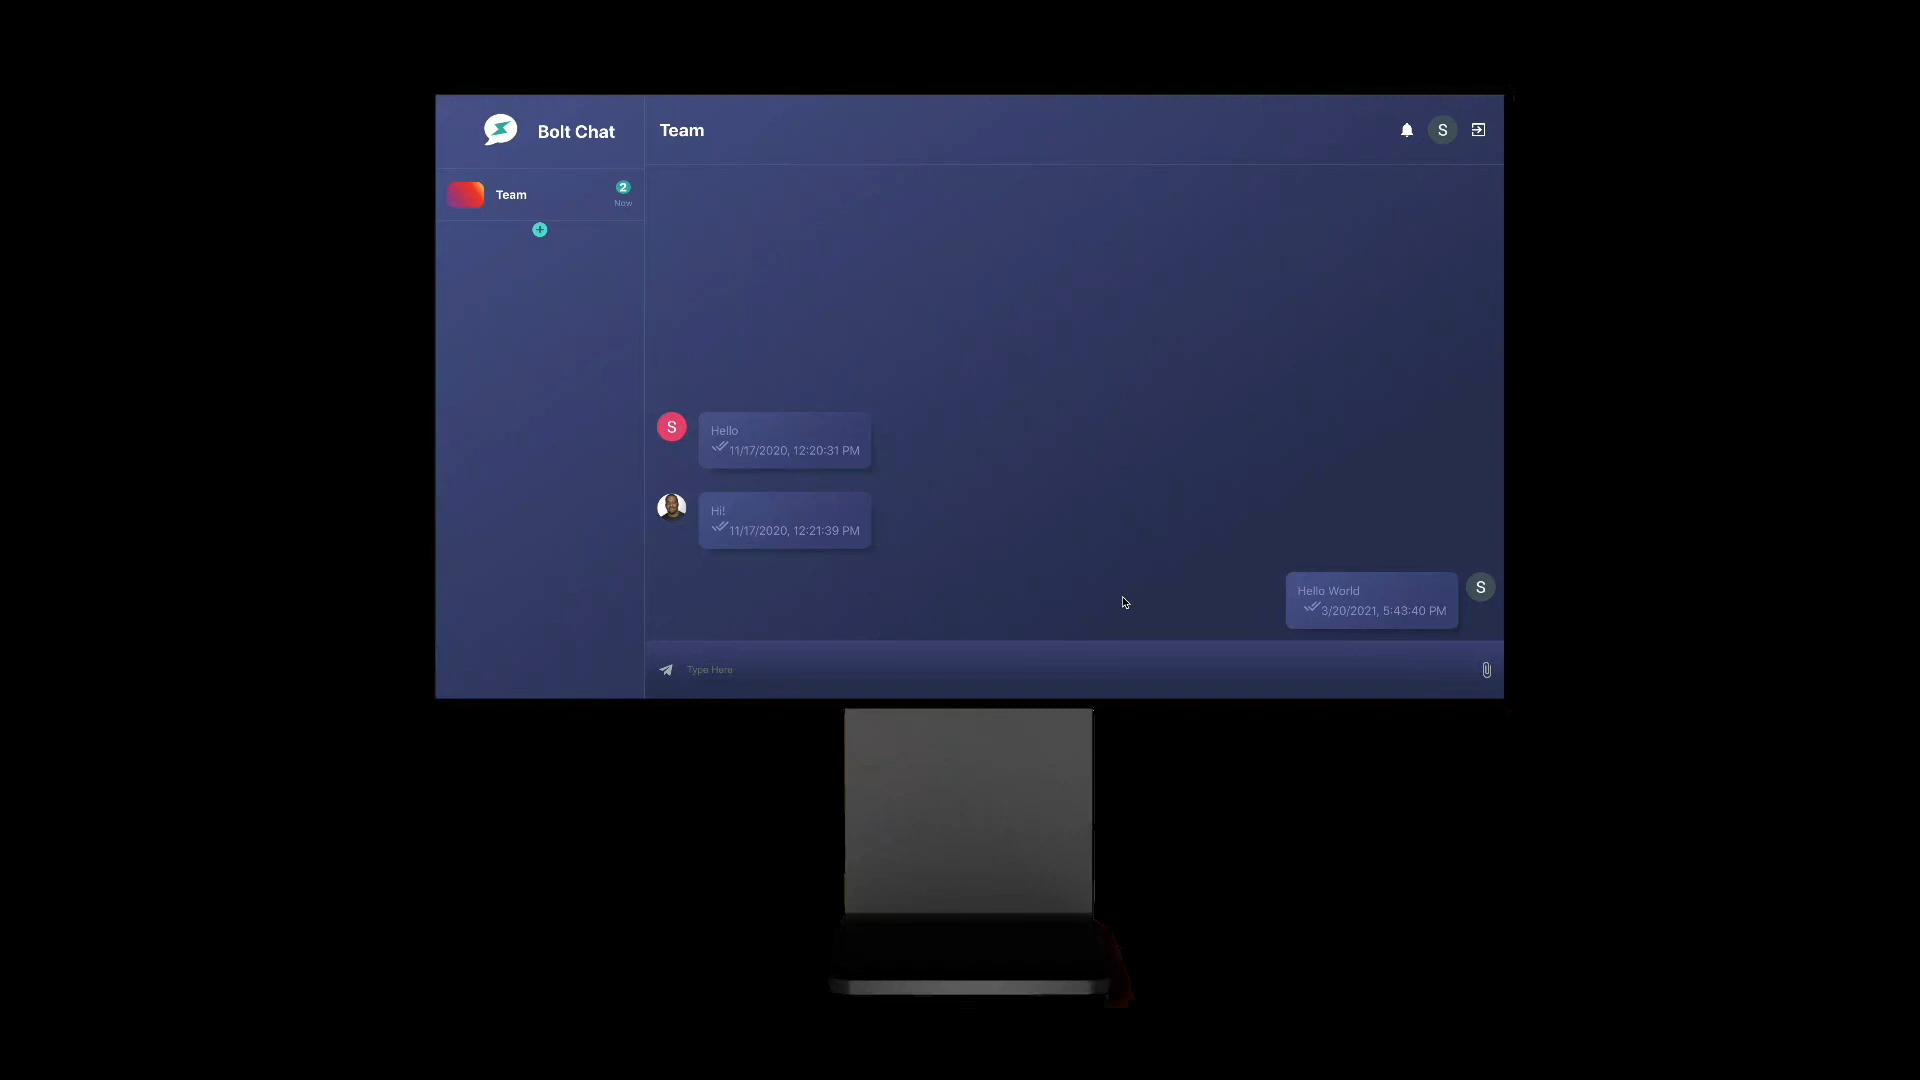 Bolt Chat
Team
S
Team
2
Now
S
Hello
11/17/2020, 12:20:31 PM
Hi!
11/17/2020, 12:21:39 PM
Hello World
3/20/2021, 5:43:40 PM
S
Type Here